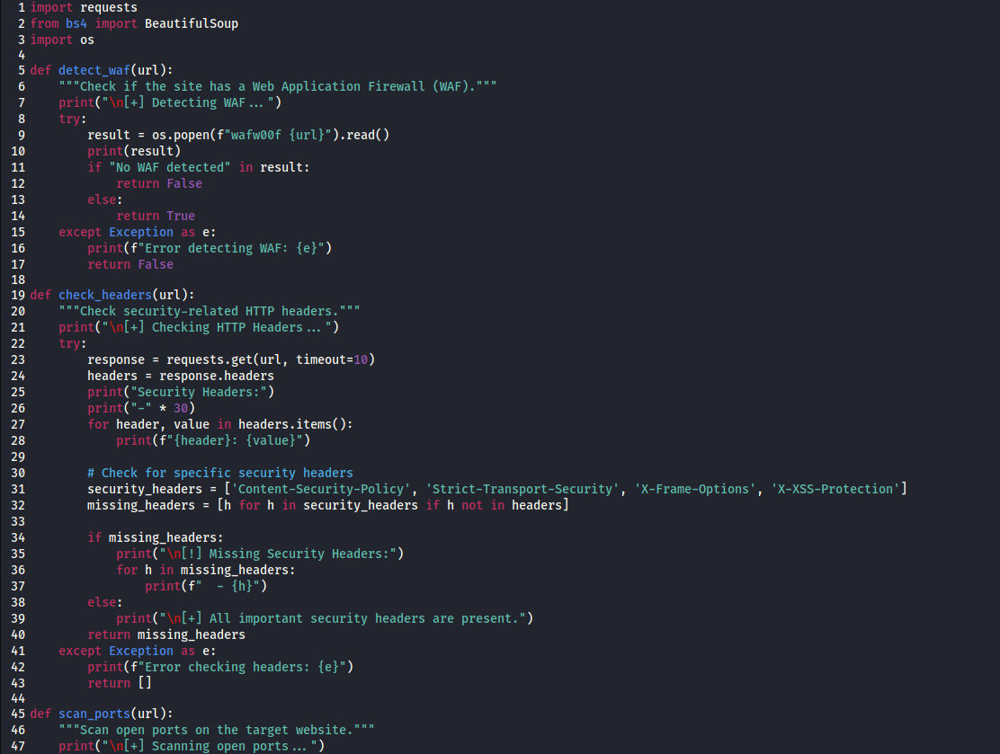 1 import requests
2 from bs4 import BeautifulSoup
3 import os
4
5 def detect_waf(url):
6     """Check if the site has a Web Application Firewall (WAF)."""
7     print("\n[+] Detecting WAF...")
8     try:
9         result = os.popen(f"wafw00f {url}").read()
10         print(result)
11         if "No WAF detected" in result:
12             return False
13         else:
14             return True
15     except Exception as e:
16         print(f"Error detecting WAF: {e}")
17         return False
18
19 def check_headers(url):
20     """Check security-related HTTP headers."""
21     print("\n[+] Checking HTTP Headers...")
22     try:
23         response = requests.get(url, timeout=10)
24         headers = response.headers
25         print("Security Headers:")
26         print("-" * 30)
27         for header, value in headers.items():
28             print(f"{header}: {value}")
29
30         # Check for specific security headers
31         security_headers = ['Content-Security-Policy', 'Strict-Transport-Security', 'X-Frame-Options', 'X-XSS-Protection']
32         missing_headers = [h for h in security_headers if h not in headers]
33
34         if missing_headers:
35             print("\n[!] Missing Security Headers:")
36             for h in missing_headers:
37                 print(f"  - {h}")
38         else:
39             print("\n[+] All important security headers are present.")
40         return missing_headers
41     except Exception as e:
42         print(f"Error checking headers: {e}")
43         return []
44
45 def scan_ports(url):
46     """Scan open ports on the target website."""
47     print("\n[+] Scanning open ports...")